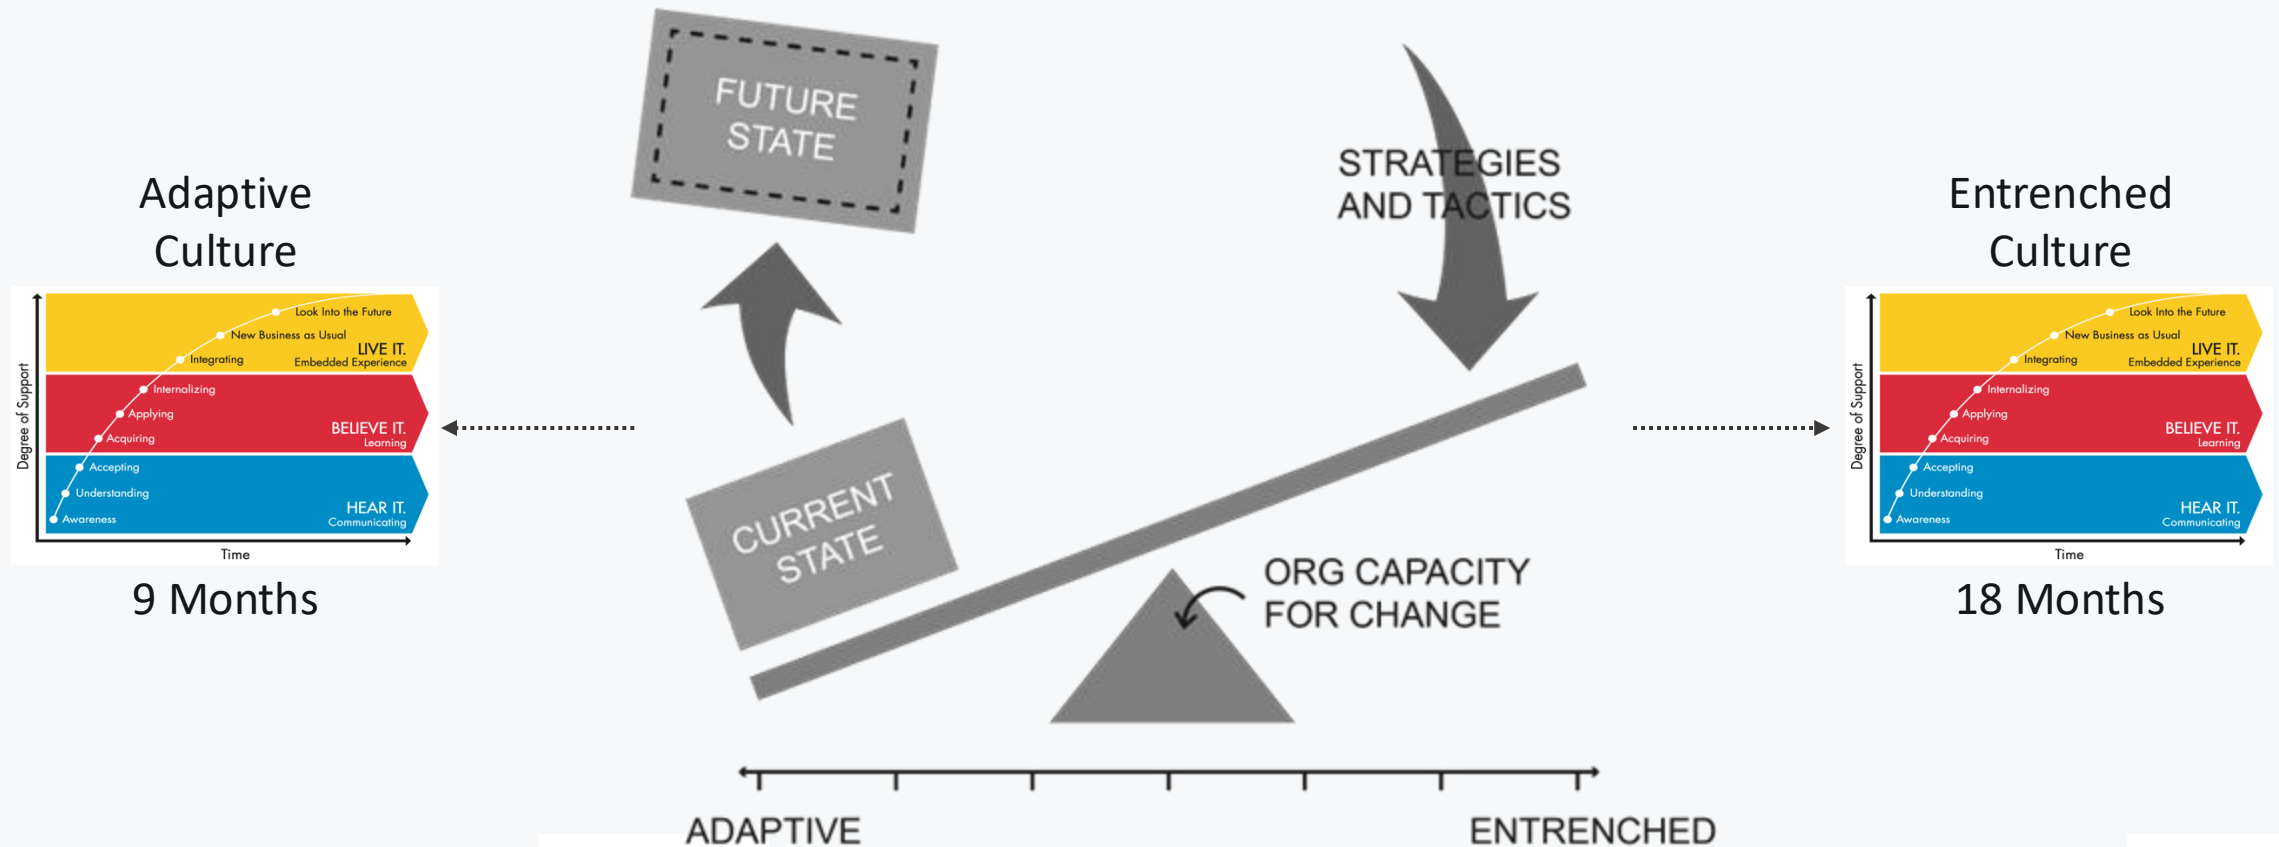 Adaptive
Culture
Degree of Support
Look Into the Future
New Business as Usual
LIVE IT.
Integrating
Embedded Experience
Internalizing
Applying
BELIEVE IT.
Acquiring
Learning
Accepting
Understanding
HEAR IT.
Awareness
Communicating
Time
9 Months
FUTURE
STATE
CURRENT
STATE
STRATEGIES
AND TACTICS
ORG CAPACITY
FOR CHANGE
ADAPTIVE
ENTRENCHED
Entrenched
Culture
Degree of Support
Look Into the Future
New Business as Usual
LIVE IT.
Integrating
Embedded Experience
Internalizing
Applying
BELIEVE IT.
Acquiring
Learning
Accepting
Understanding
HEAR IT.
Awareness
Communicating
Time
18 Months